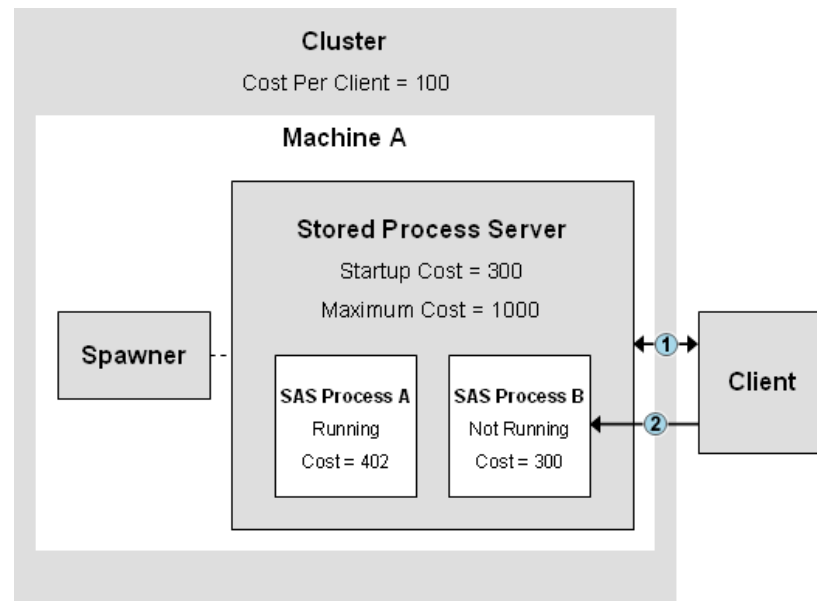 Cluster
Cost Per Client = 100
Machine A
Stored Process Server
Startup Cost = 300
Maximum Cost = 1000
Spawner
SAS Process A
Running
Cost = 402
SAS Process B
Not Running
Cost = 300
1
2
Client